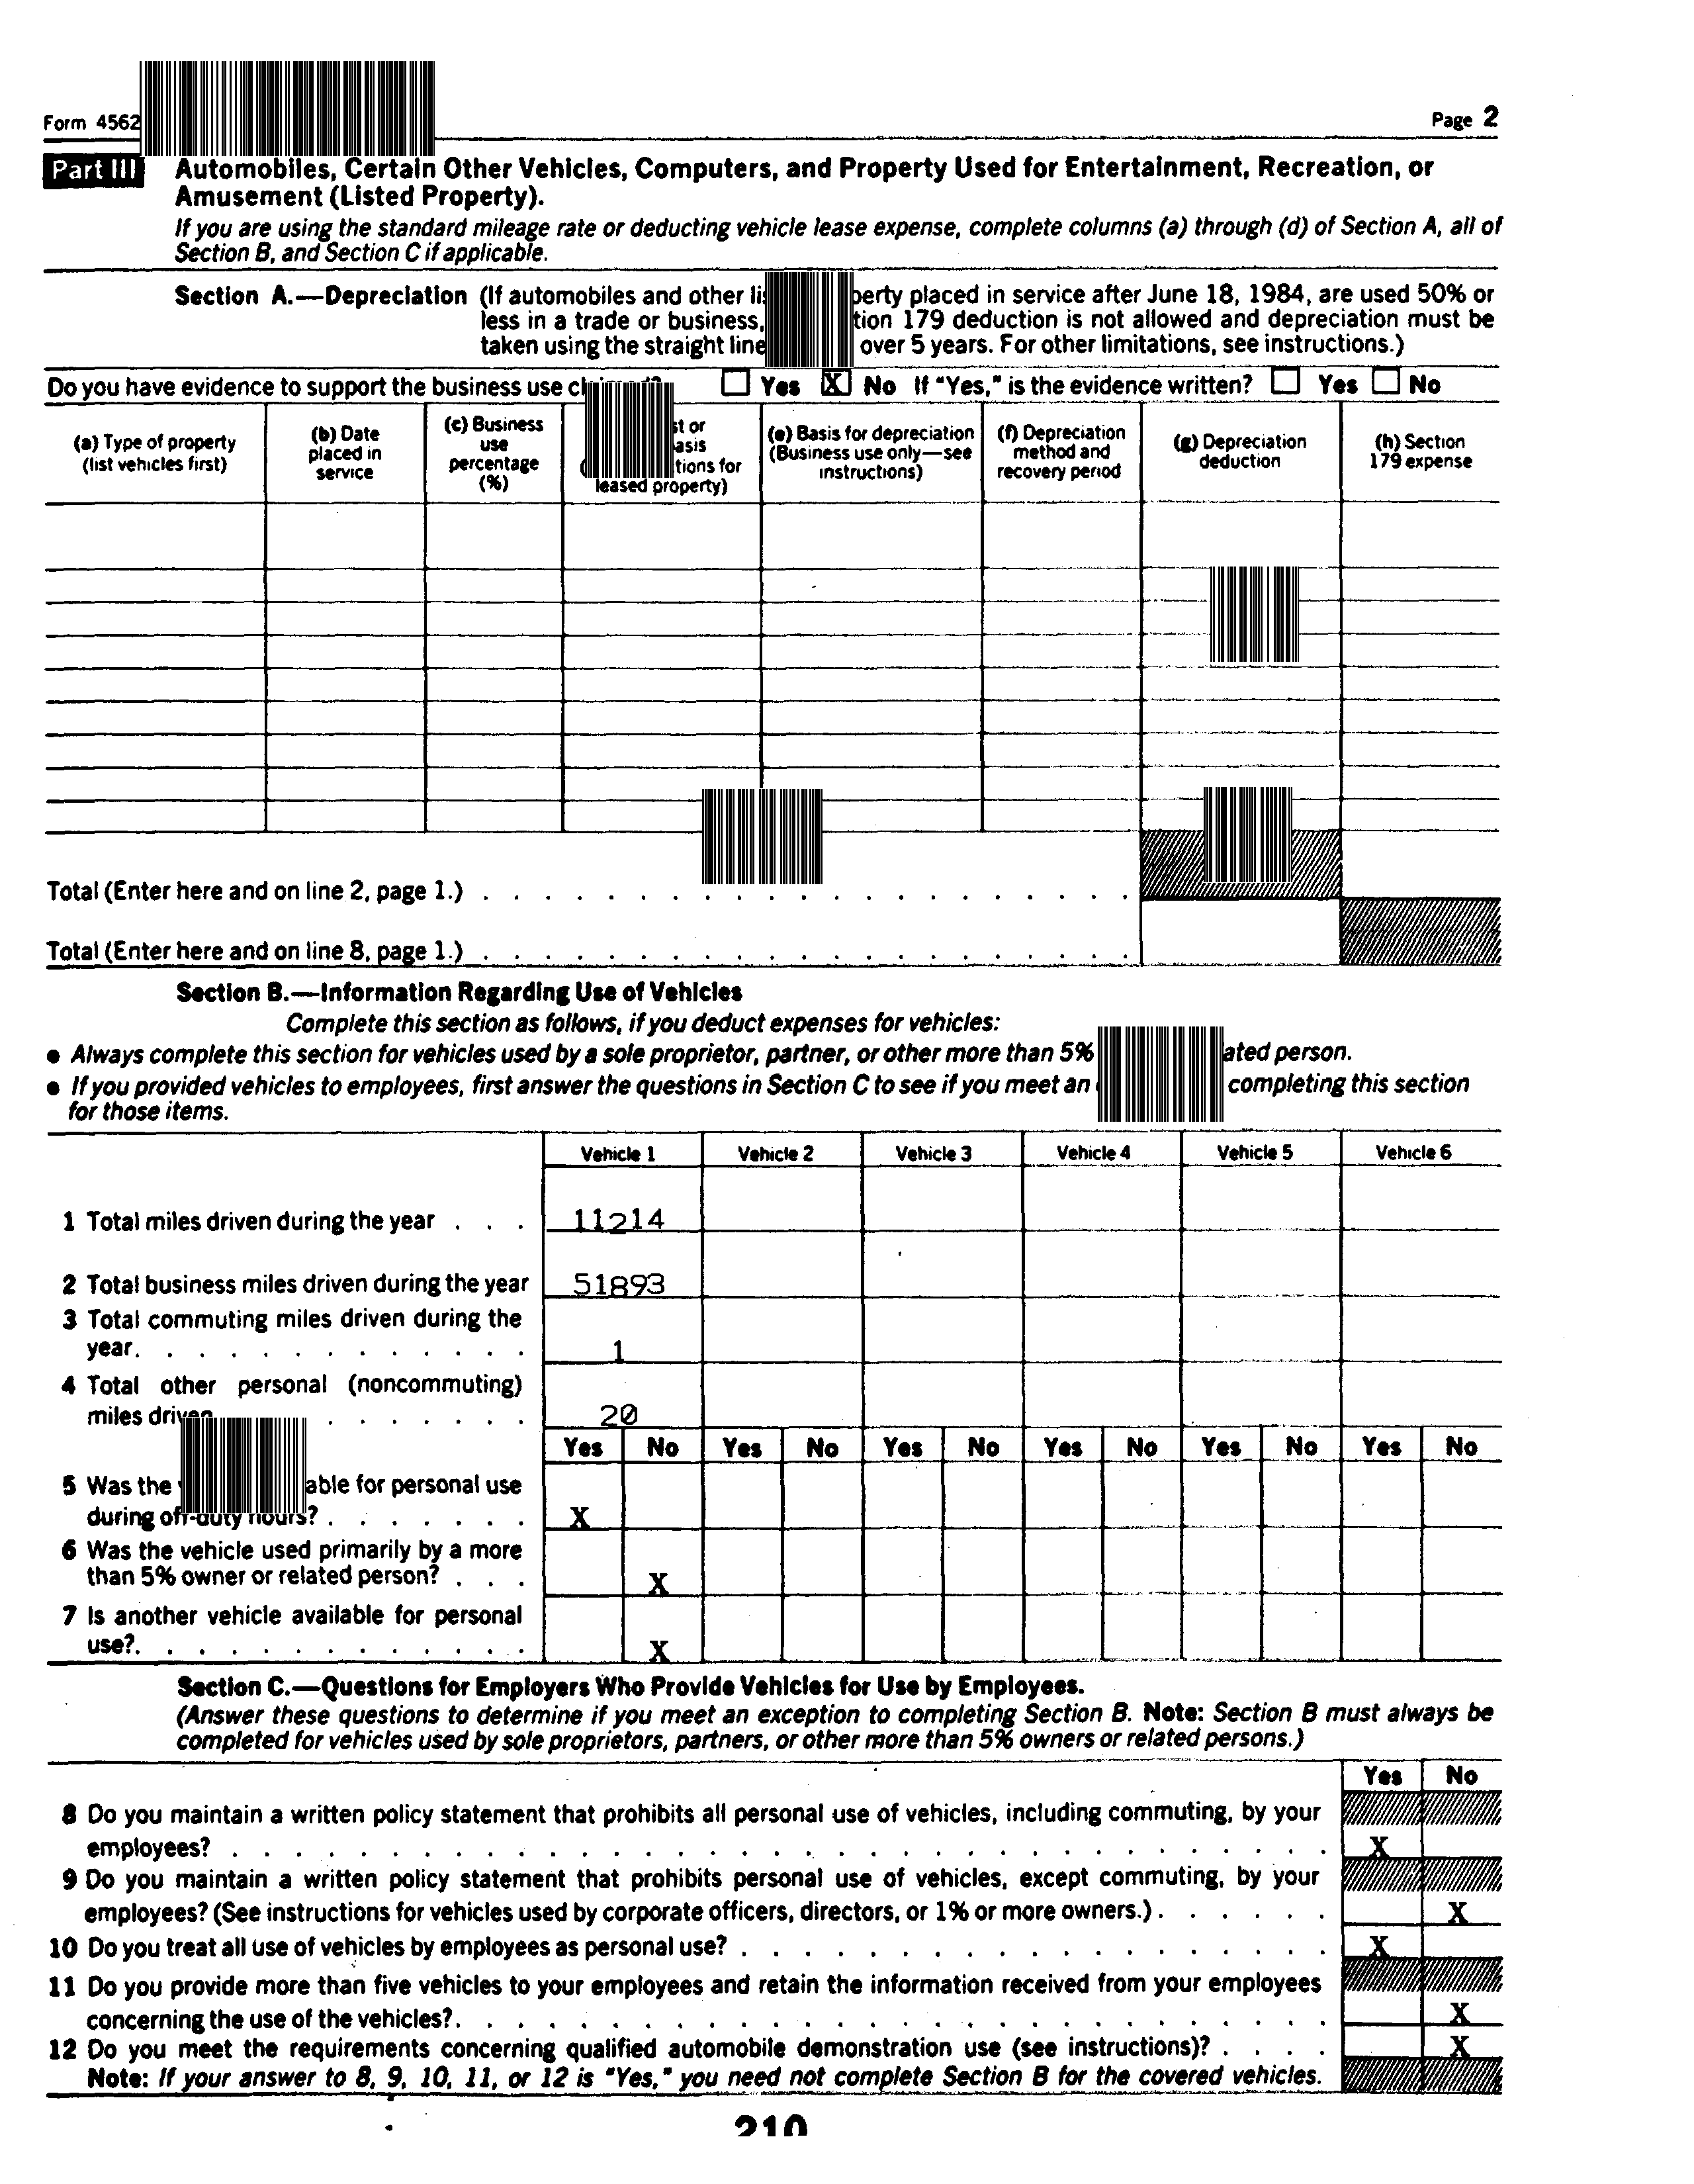 Form 4562
Page 2
Part III Automobiles, Certain Other Vehicles, Computers, and Property Used for Entertainment, Recreation, or
Amusement (Listed Property).
If you are using the standard mileage rate or deducting vehicle lease expense, complete columns (a) through (d) of Section A, all of
Section B, and Section C if applicable.
Section A.—Depreciation (If automobiles and other placed in service after June 18, 1984, are used 50% or
less in a trade or business, 179 deduction is not allowed and depreciation must be
taken using the straight line over 5 years. For other limitations, see instructions.)
Do you have evidence to support the business use Yes X No If "Yes," is the evidence written? Yes No
(a) Type of property
(list vehicles first)
(b) Date
placed in
service
(c) Business
use
percentage
(%)
or
for
leased property)
(e) Basis for depreciation
(Business use only—see
instructions)
(f) Depreciation
method and
recovery period
(g) Depreciation
deduction
(h) Section
179 expense
Total (Enter here and on line 2, page 1.)
Total (Enter here and on line 8, page 1.)
Section B.—Information Regarding Use of Vehicles
Complete this section as follows, if you deduct expenses for vehicles:
● Always complete this section for vehicles used by a sole proprietor, partner, or other more than 5% person.
● If you provided vehicles to employees, first answer the questions in Section C to see if you meet an completing this section
for those items.
Vehicle 1 Vehicle 2 Vehicle 3 Vehicle 4 Vehicle 5 Vehicle 6
1 Total miles driven during the year . . . 11214
2 Total business miles driven during the year 51893
3 Total commuting miles driven during the
year. . . . . . . . . . . . . 1
4 Total other personal (noncommuting)
miles driven . . . . . . . 20
Yes No Yes No Yes No Yes No Yes No Yes No
5 Was the for personal use
during off-duty hours? . . . . . . . X
6 Was the vehicle used primarily by a more
than 5% owner or related person? . . . X
7 Is another vehicle available for personal
use?. . . . . . . . . . . . . X
Section C.—Questions for Employers Who Provide Vehicles for Use by Employees.
(Answer these questions to determine if you meet an exception to completing Section B. Note: Section B must always be
completed for vehicles used by sole proprietors, partners, or other more than 5% owners or related persons.)
Yes No
8 Do you maintain a written policy statement that prohibits all personal use of vehicles, including commuting, by your
employees? X
9 Do you maintain a written policy statement that prohibits personal use of vehicles, except commuting, by your
employees? (See instructions for vehicles used by corporate officers, directors, or 1% or more owners.) . . . . . . X
10 Do you treat all use of vehicles by employees as personal use? X
11 Do you provide more than five vehicles to your employees and retain the information received from your employees
concerning the use of the vehicles?. X
12 Do you meet the requirements concerning qualified automobile demonstration use (see instructions)? . . . . X
Note: If your answer to 8, 9, 10, 11, or 12 is "Yes," you need not complete Section B for the covered vehicles.
210